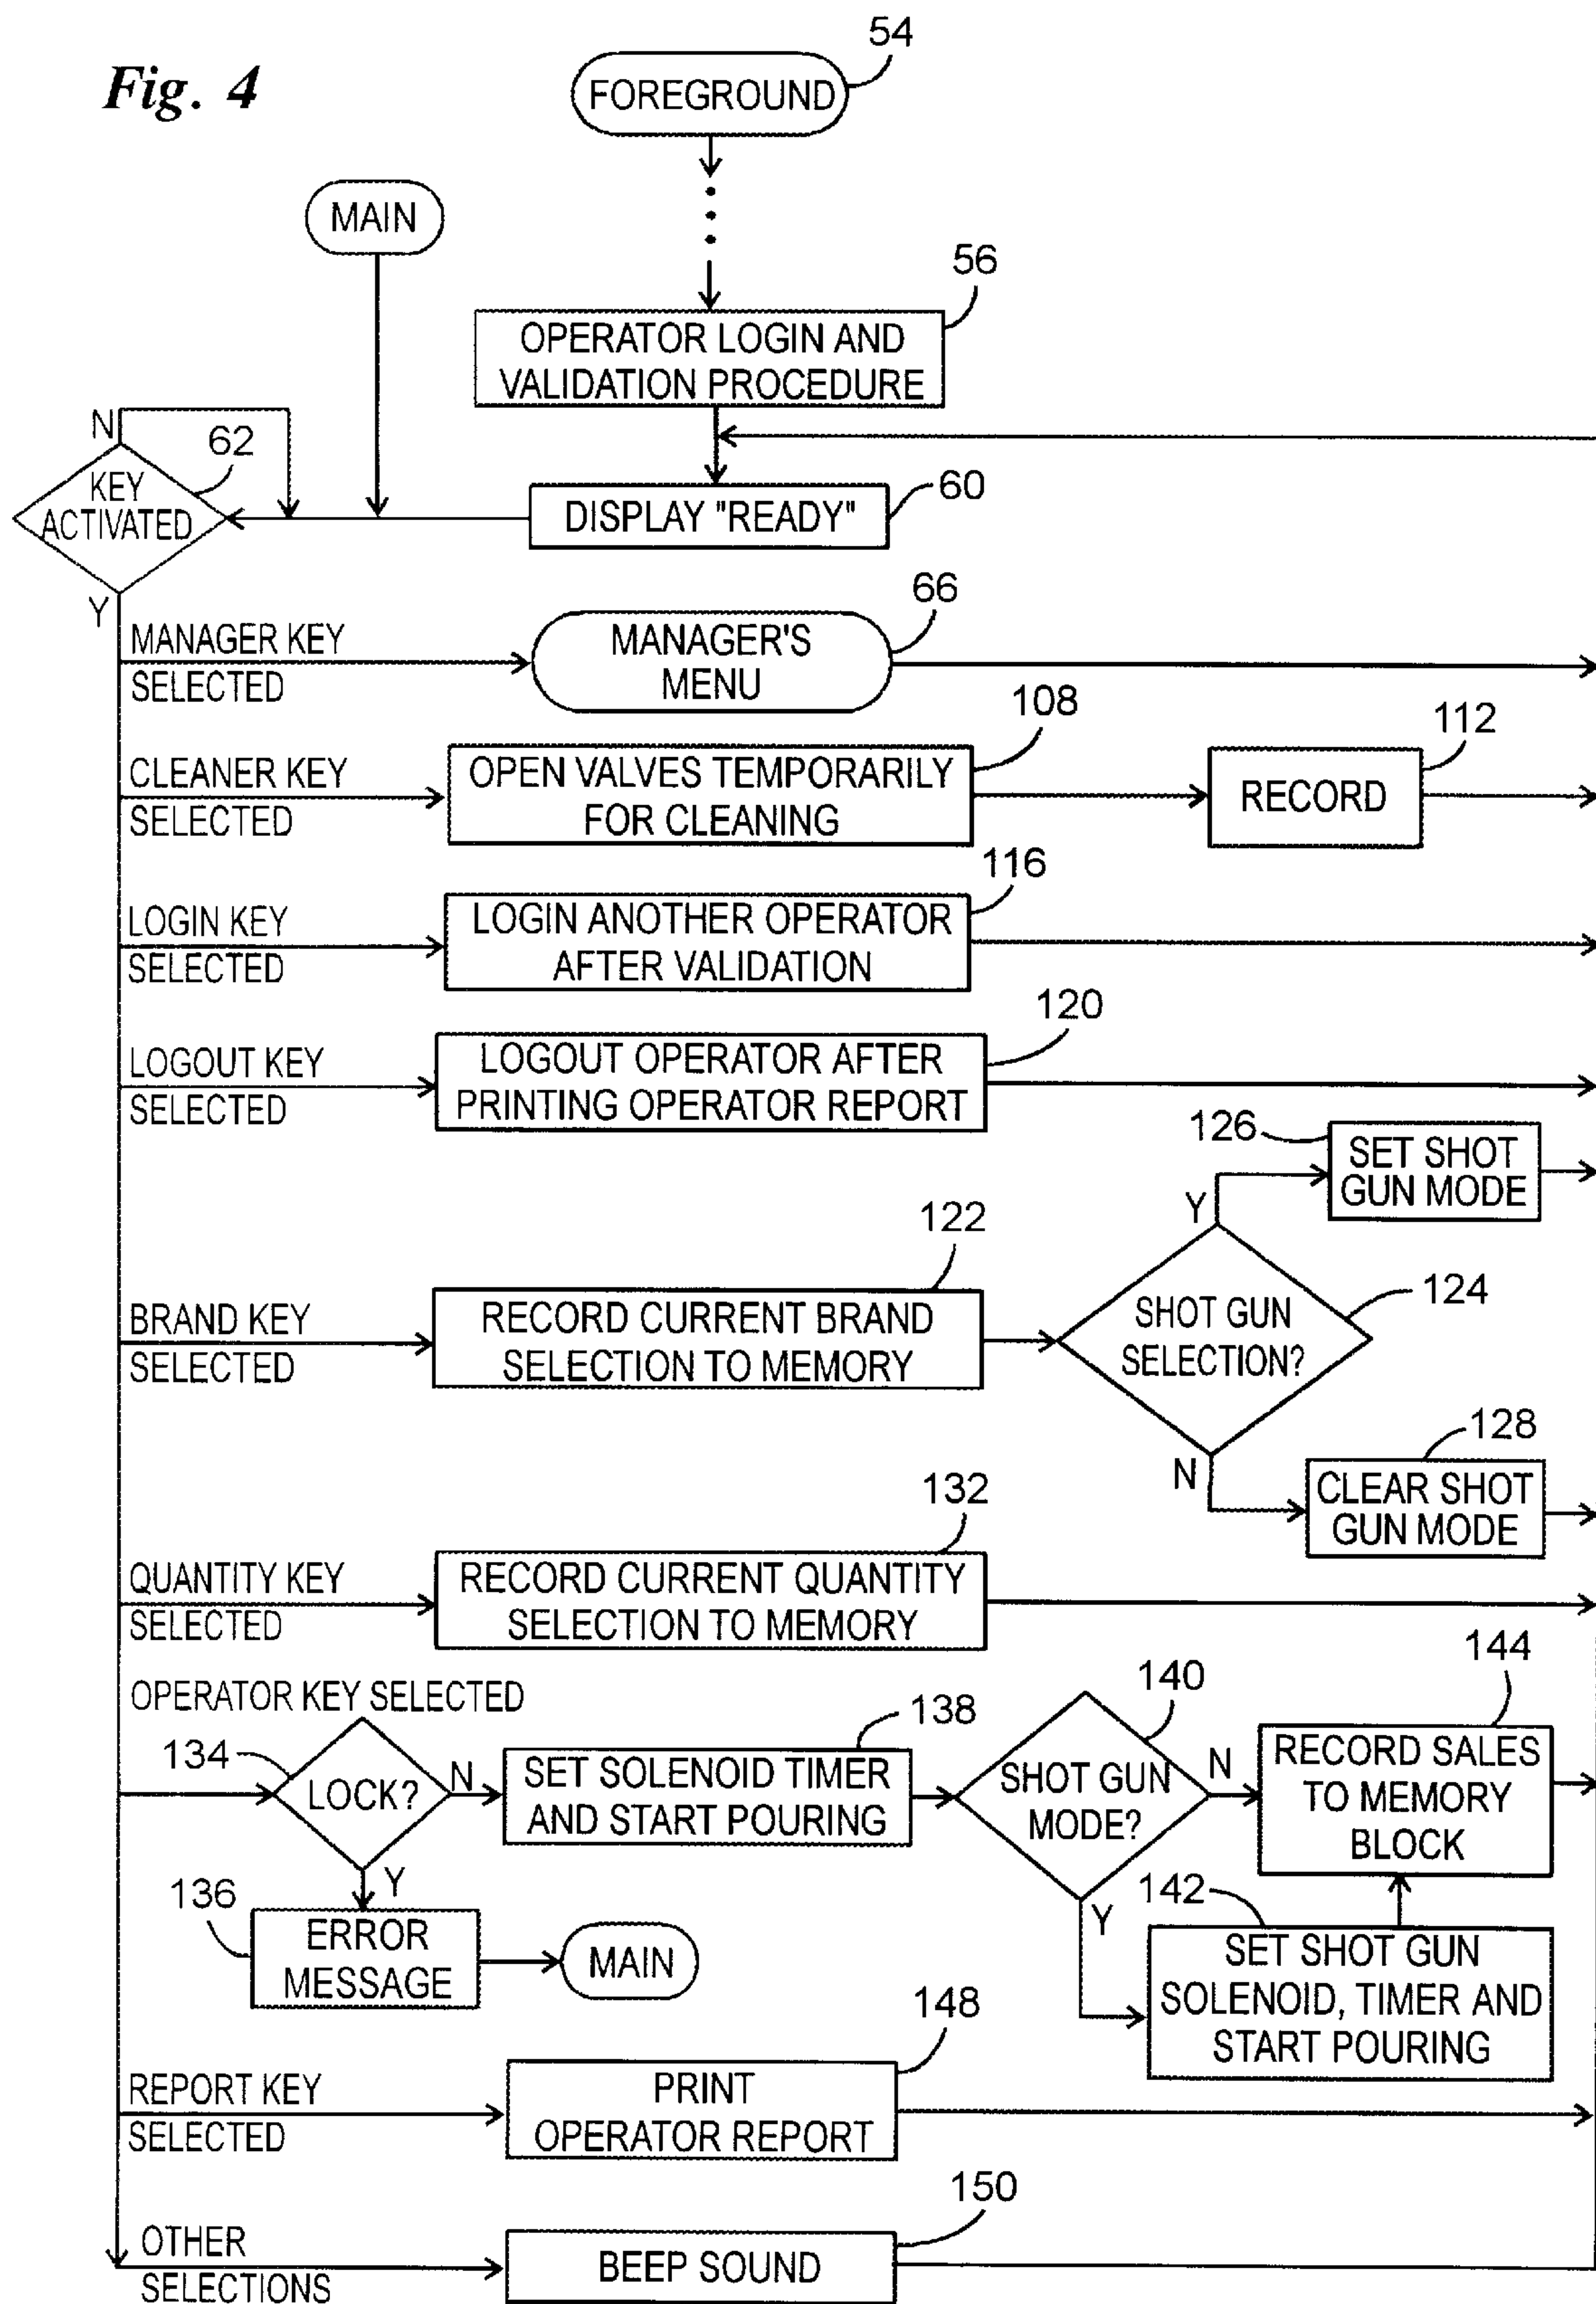 Fig. 4
54
FOREGROUND
MAIN
56
OPERATOR LOGIN AND
VALIDATION PROCEDURE
N
62
KEY
ACTIVATED
60
DISPLAY "READY"
Y
66
MANAGER KEY
SELECTED
MANAGER'S
MENU
108
112
CLEANER KEY
SELECTED
OPEN VALVES TEMPORARILY
FOR CLEANING
RECORD
116
LOGIN KEY
SELECTED
LOGIN ANOTHER OPERATOR
AFTER VALIDATION
120
LOGOUT KEY
SELECTED
LOGOUT OPERATOR AFTER
PRINTING OPERATOR REPORT
126
SET SHOT
GUN MODE
Y
122
124
BRAND KEY
SELECTED
RECORD CURRENT BRAND
SELECTION TO MEMORY
SHOT GUN
SELECTION?
128
N
CLEAR SHOT
GUN MODE
132
QUANTITY KEY
SELECTED
RECORD CURRENT QUANTITY
SELECTION TO MEMORY
144
140
OPERATOR KEY SELECTED
138
134
LOCK?
N
SET SOLENOID TIMER
AND START POURING
SHOT GUN
MODE?
N
RECORD SALES
TO MEMORY
BLOCK
Y
136
ERROR
MESSAGE
MAIN
142
Y
SET SHOT GUN
SOLENOID, TIMER AND
START POURING
148
REPORT KEY
SELECTED
PRINT
OPERATOR REPORT
150
OTHER
SELECTIONS
BEEP SOUND